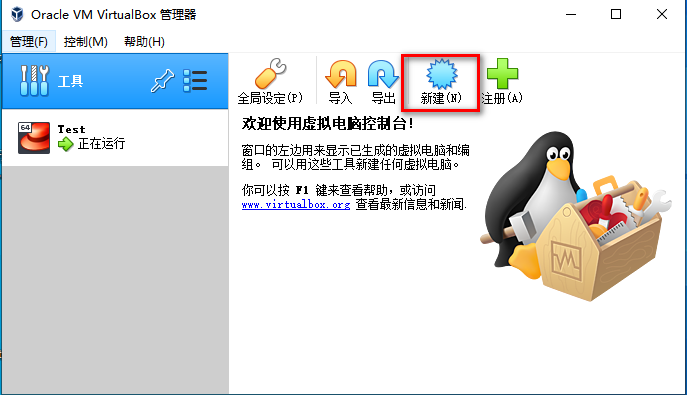 Oracle VM VirtualBox 管理器
管理(F) 控制(M) 帮助(H)
工具
全局设定(P) 导入 导出 新建(N) 注册(A)
64 Test
正在运行
欢迎使用虚拟电脑控制台!
窗口的左边用来显示已生成的虚拟电脑和编
组。 可以用这些工具新建任何虚拟电脑。
你可以按 F1 键来查看帮助,或访问
www.virtualbox.org 查看最新信息和新闻.